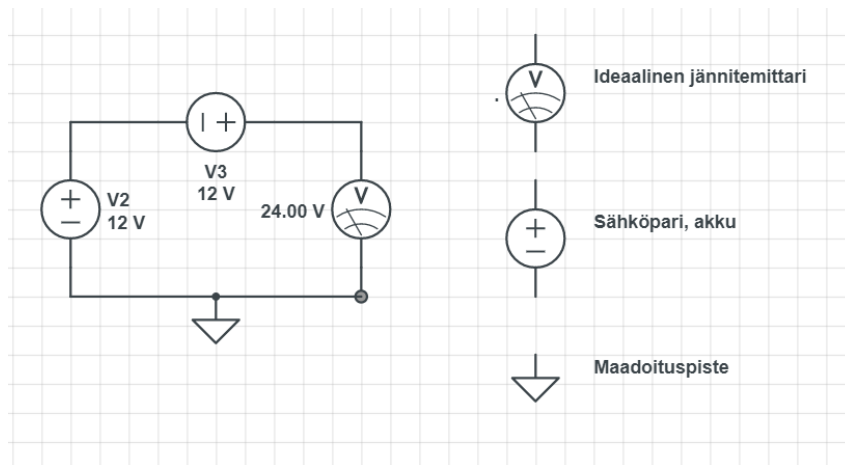 V
Ideaalinen jännitemittari
+
V3
12 V
+
V2
12 V
24.00 V
V
+
Sähköpari, akku
Maadoituspiste